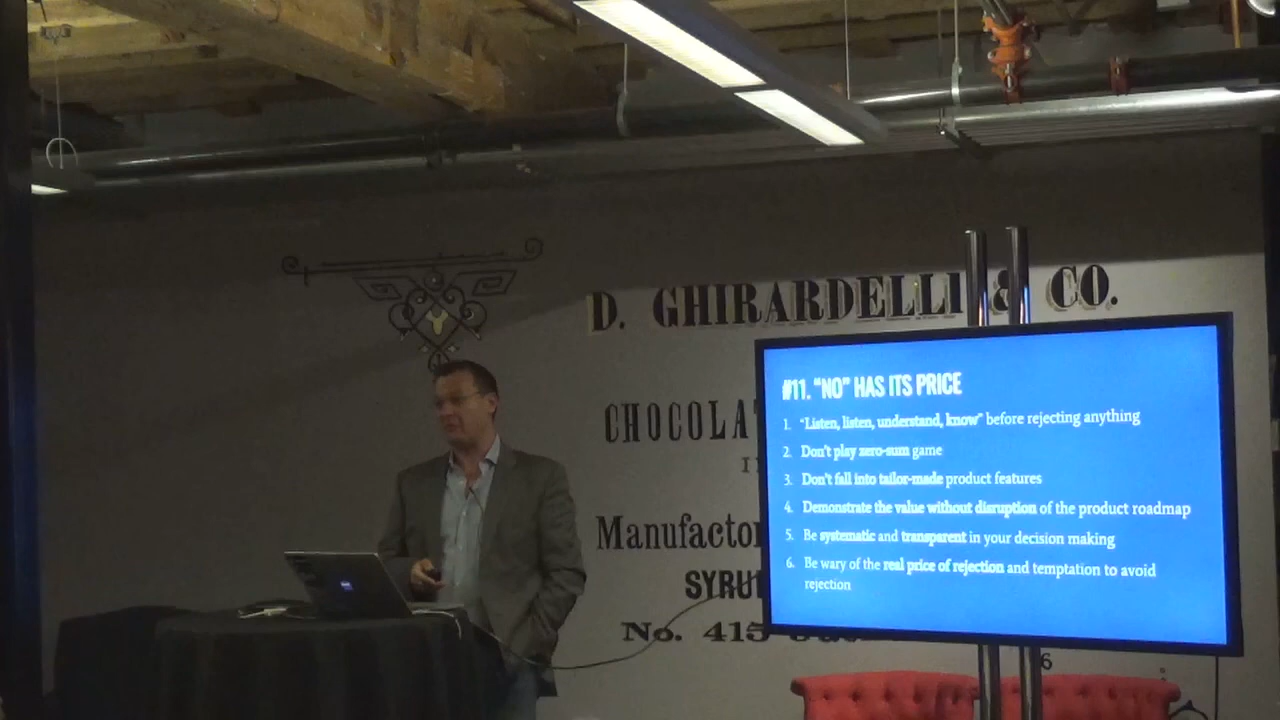 D. GHIRARDELLI & CO.
CHOCOLA
Manufacto
SYRU
No. 415
6
#11. “NO” HAS ITS PRICE
1. “Listen, listen, understand, know” before rejecting anything
2. Don't play zero-sum game
3. Don't fall into tailor-made product features
4. Demonstrate the value without disruption of the product roadmap
5. Be systematic and transparent in your decision making
6. Be wary of the real price of rejection and temptation to avoid
rejection